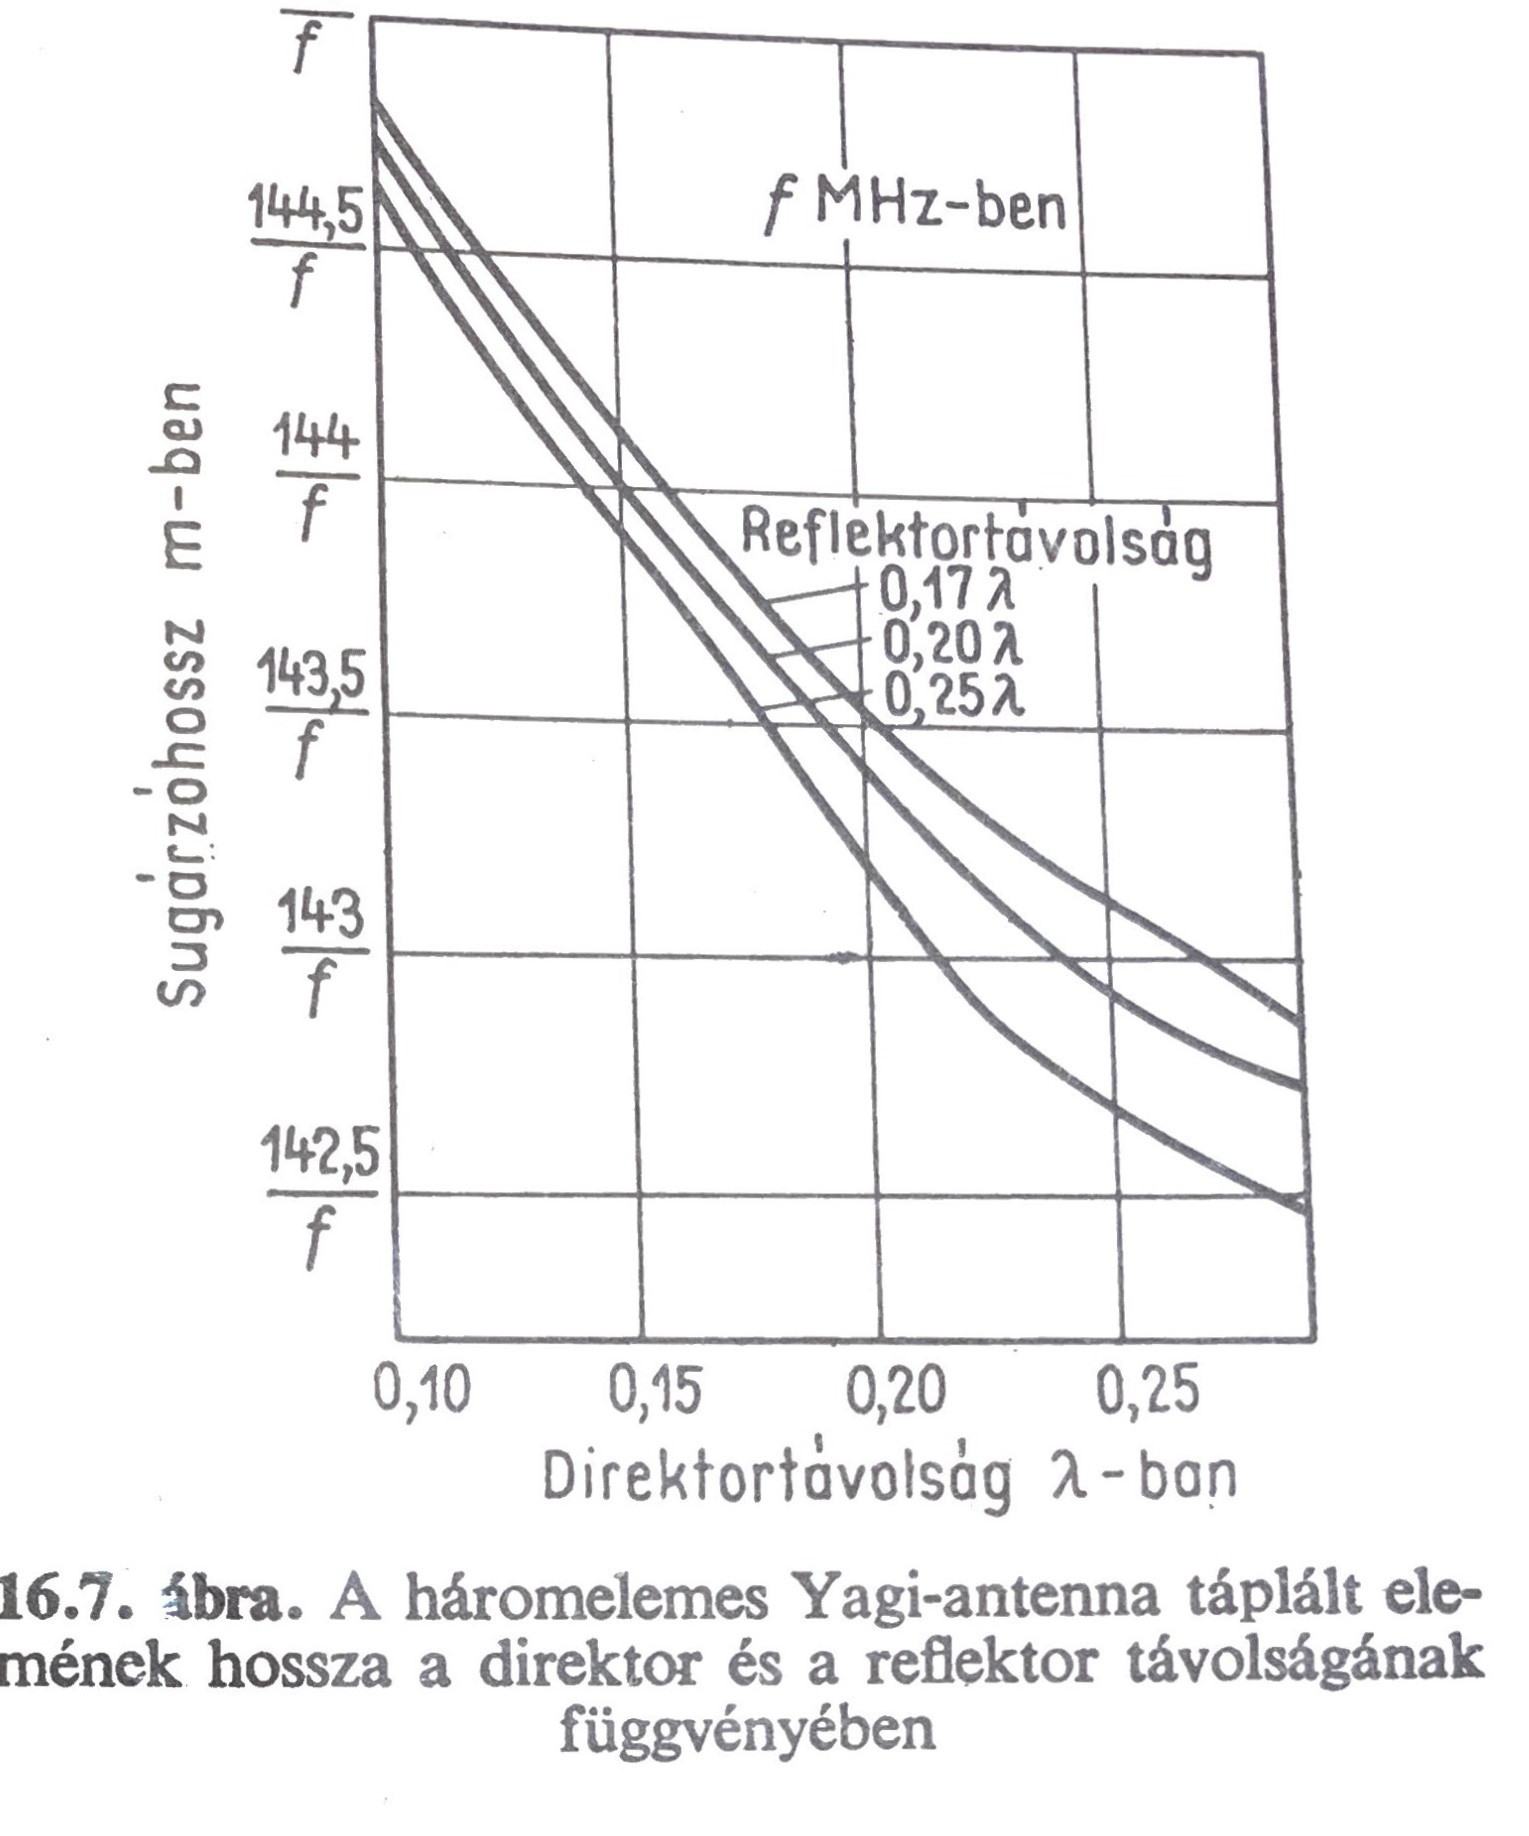 f
144,5
f
f MHz-ben
144
f
Reflektortávolság
0,17 λ
0,20 λ
0,25 λ
143,5
f
143
f
142,5
f
Sugárzóhossz m-ben
0,10 0,15 0,20 0,25
Direktortávolság λ-ban
16.7. ábra. A háromelemes Yagi-antenna táplált ele-
mének hossza a direktor és a reflektor távolságának
függvényében